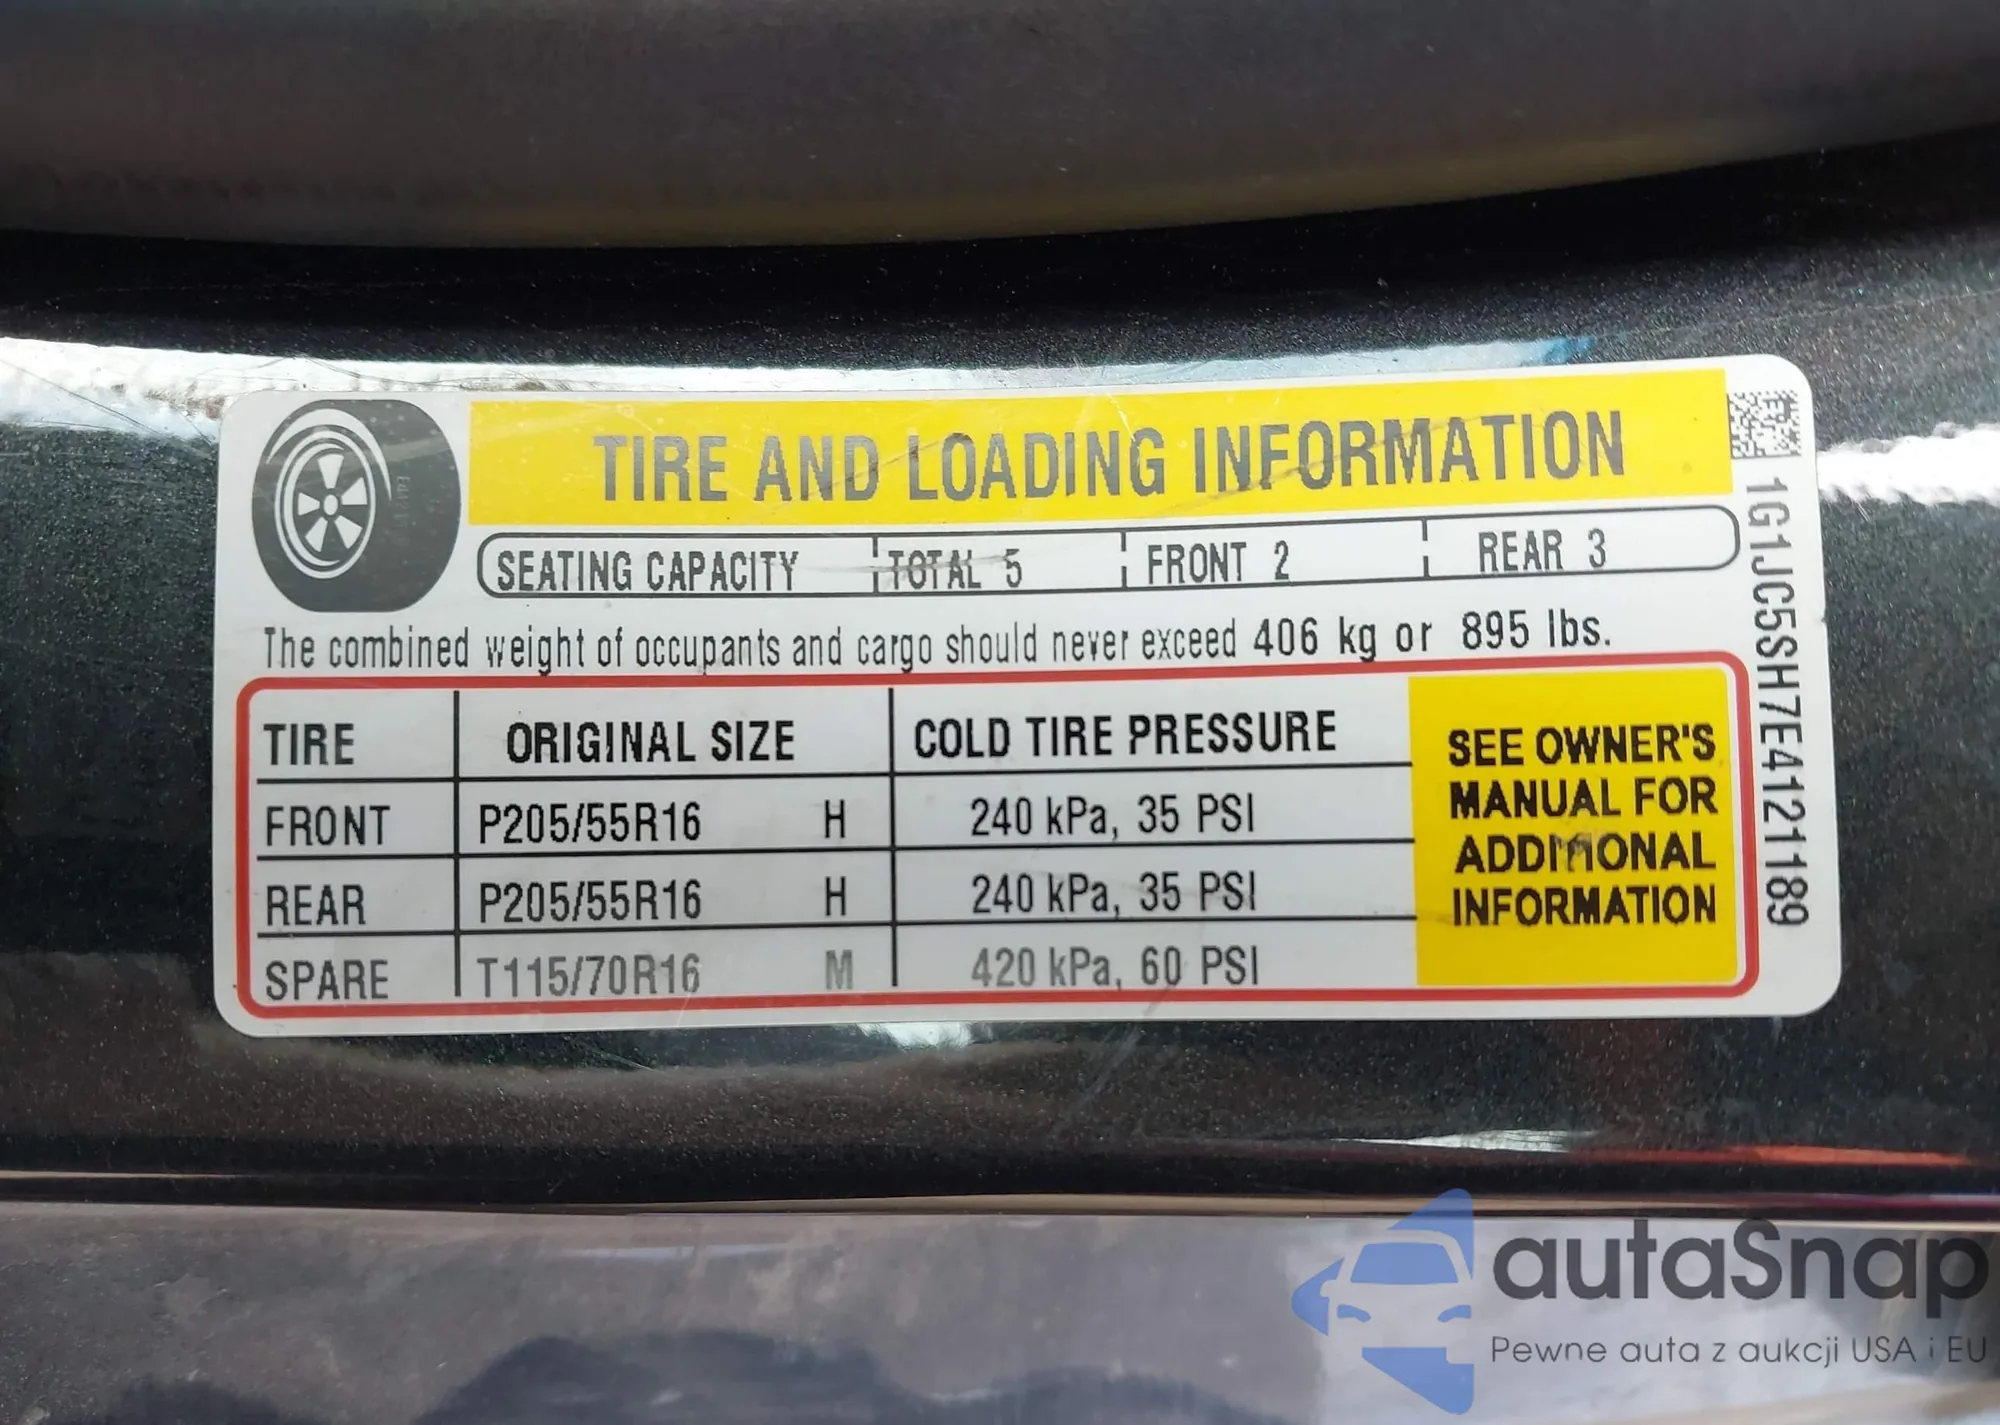 TIRE AND LOADING INFORMATION
SEATING CAPACITY TOTAL 5 FRONT 2 REAR 3
The combined weight of occupants and cargo should never exceed 406 kg or 895 lbs.
TIRE ORIGINAL SIZE COLD TIRE PRESSURE
FRONT P205/55R16 H 240 kPa, 35 PSI
REAR P205/55R16 H 240 kPa, 35 PSI
SPARE T115/70R16 M 420 kPa, 60 PSI
SEE OWNER'S
MANUAL FOR
ADDITIONAL
INFORMATION
1G1JC5SH7E4121189
autaSnap
Pewne auta z aukcji USA i EU